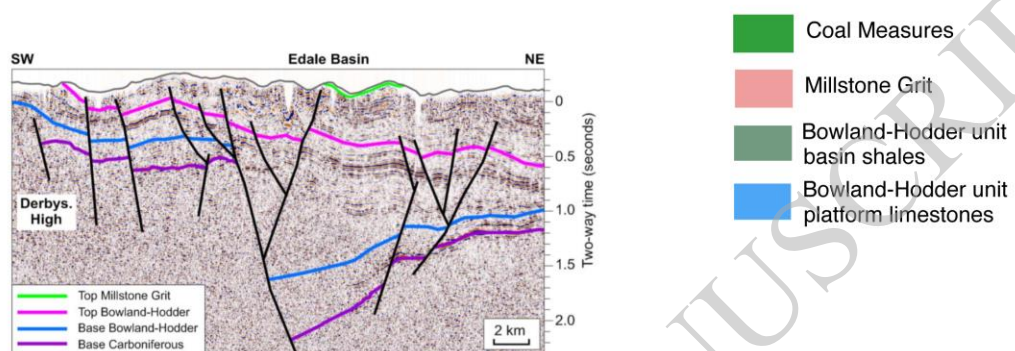 SW Edale Basin NE
0
0.5
1.0
1.5
2.0
Two-way time (seconds)
Derbys.
High
Top Millstone Grit
Top Bowland-Hodder
Base Bowland-Hodder
Base Carboniferous
2 km
Coal Measures
Millstone Grit
Bowland-Hodder unit
basin shales
Bowland-Hodder unit
platform limestones
NUSCRI